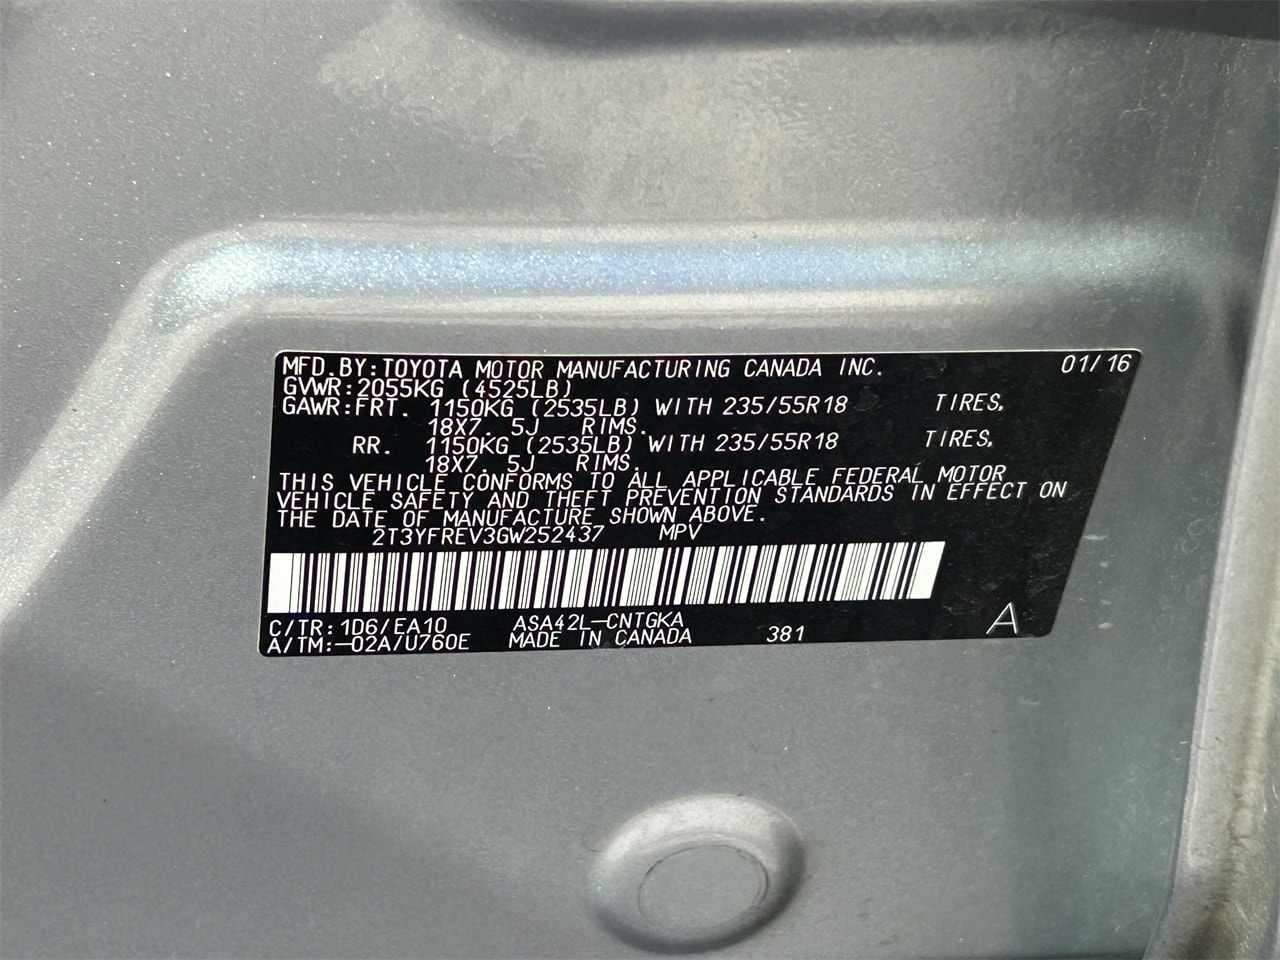 MFD.BY:TOYOTA MOTOR MANUFACTURING CANADA INC. 01/16
GVWR:2055KG (4525LB)
GAWR:FRT. 1150KG (2535LB) WITH 235/55R18 TIRES,
18X7. 5J RIMS.
RR. 1150KG (2535LB) WITH 235/55R18 TIRES,
18X7. 5J RIMS.
THIS VEHICLE CONFORMS TO ALL APPLICABLE FEDERAL MOTOR
VEHICLE SAFETY AND THEFT PREVENTION STANDARDS IN EFFECT ON
THE DATE OF MANUFACTURE SHOWN ABOVE.
2T3YFREV3GW252437 MPV
C/TR:1D6/EA10 ASA42L-CNTGKA
A/TM:-02A/U760E MADE IN CANADA 381 A